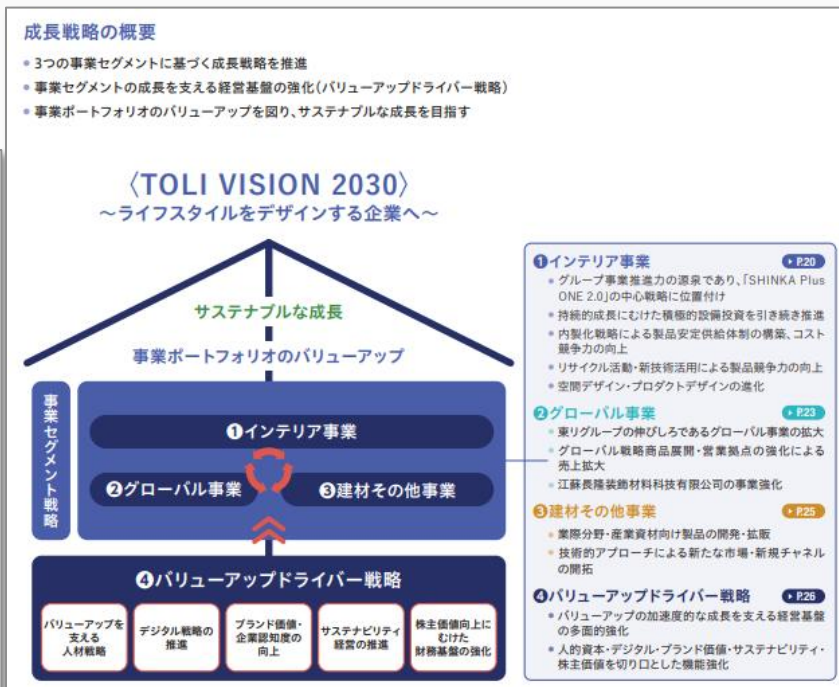 成長戦略の概要
• 3つの事業セグメントに基づく成長戦略を推進
• 事業セグメントの成長を支える経営基盤の強化(バリューアップドライバー戦略)
• 事業ポートフォリオのバリューアップを図り、サステナブルな成長を目指す
〈TOLI VISION 2030〉
～ライフスタイルをデザインする企業へ～
サステナブルな成長
事業ポートフォリオのバリューアップ
事業セグメント戦略
❶インテリア事業
❷グローバル事業
❸建材その他事業
❹バリューアップドライバー戦略
バリューアップを
支える
人材戦略
デジタル戦略の
推進
ブランド価値・
企業認知度の
向上
サステナビリティ
経営の推進
株主価値向上に
むけた
財務基盤の強化
❶インテリア事業 P.20
• グループ事業推進力の源泉であり、「SHINKA Plus
ONE 2.0」の中心戦略に位置付け
• 持続的成長にむけた積極的設備投資を引き続き推進
• 内製化戦略による製品安定供給体制の構築、コスト
競争力の向上
• リサイクル活動・新技術活用による製品競争力の向上
• 空間デザイン・プロダクトデザインの進化
❷グローバル事業 P.23
• 東リグループの伸びしろであるグローバル事業の拡大
• グローバル戦略商品展開・営業拠点の強化による
売上拡大
• 江蘇長隆装飾材料科技有限公司の事業強化
❸建材その他事業 P.25
• 業際分野・産業資材向け製品の開発・拡販
• 技術的アプローチによる新たな市場・新規チャネル
の開拓
❹バリューアップドライバー戦略 P.26
• バリューアップの加速度的な成長を支える経営基盤
の多面的強化
• 人的資本・デジタル・ブランド価値・サステナビリティ・
株主価値を切り口とした機能強化